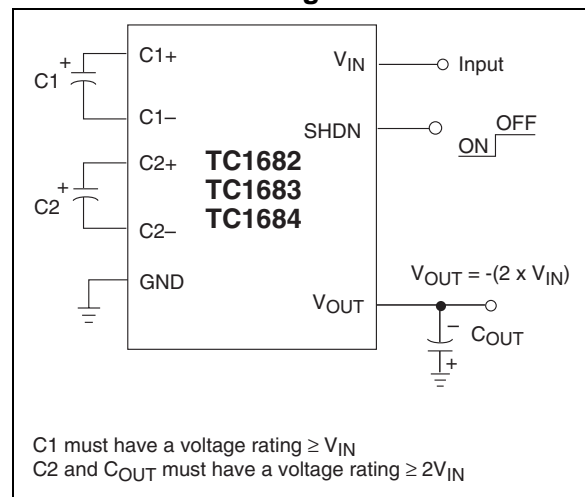 C1+
VIN
Input
+
C1
C1–
SHDN
OFF
ON
C2+
TC1682
+
TC1683
C2
TC1684
C2–
GND
VOUT = -(2 x VIN)
VOUT
–
COUT
+
C1 must have a voltage rating ≥ VIN
C2 and COUT must have a voltage rating ≥ 2VIN